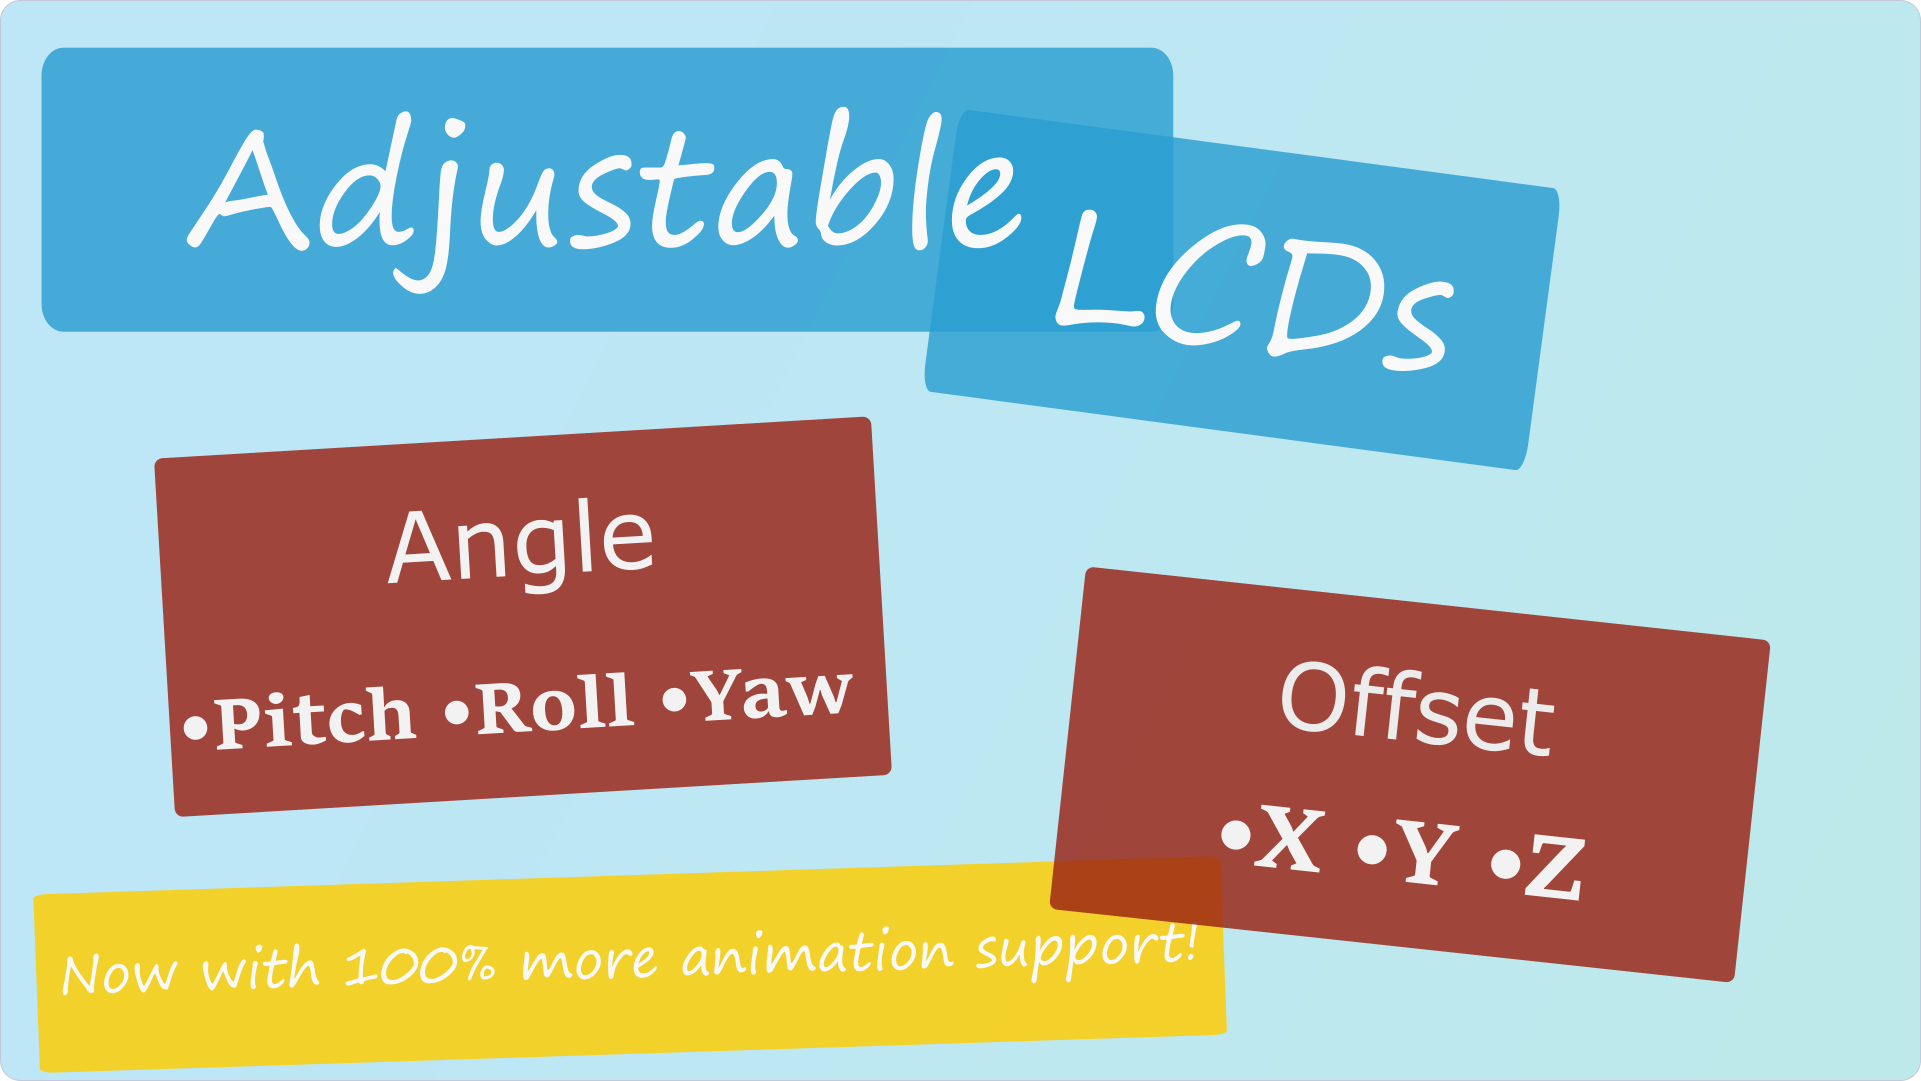 Adjustable
LCDs
Angle
•Pitch •Roll •Yaw
Offset
•X •Y •Z
Now with 100% more animation support!